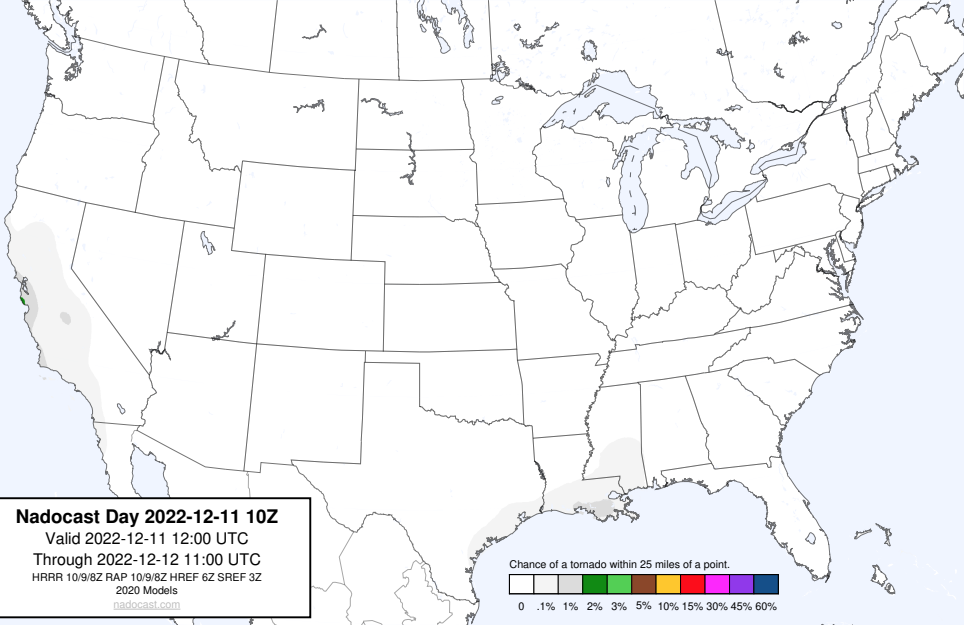 Nadocast Day 2022-12-11 10Z
Valid 2022-12-11 12:00 UTC
Through 2022-12-12 11:00 UTC
HRRR 10/9/8Z RAP 10/9/8Z HREF 6Z SREF 3Z
2020 Models
nadocast.com
Chance of a tornado within 25 miles of a point.
0 .1% 1% 2% 3% 5% 10% 15% 30% 45% 60%